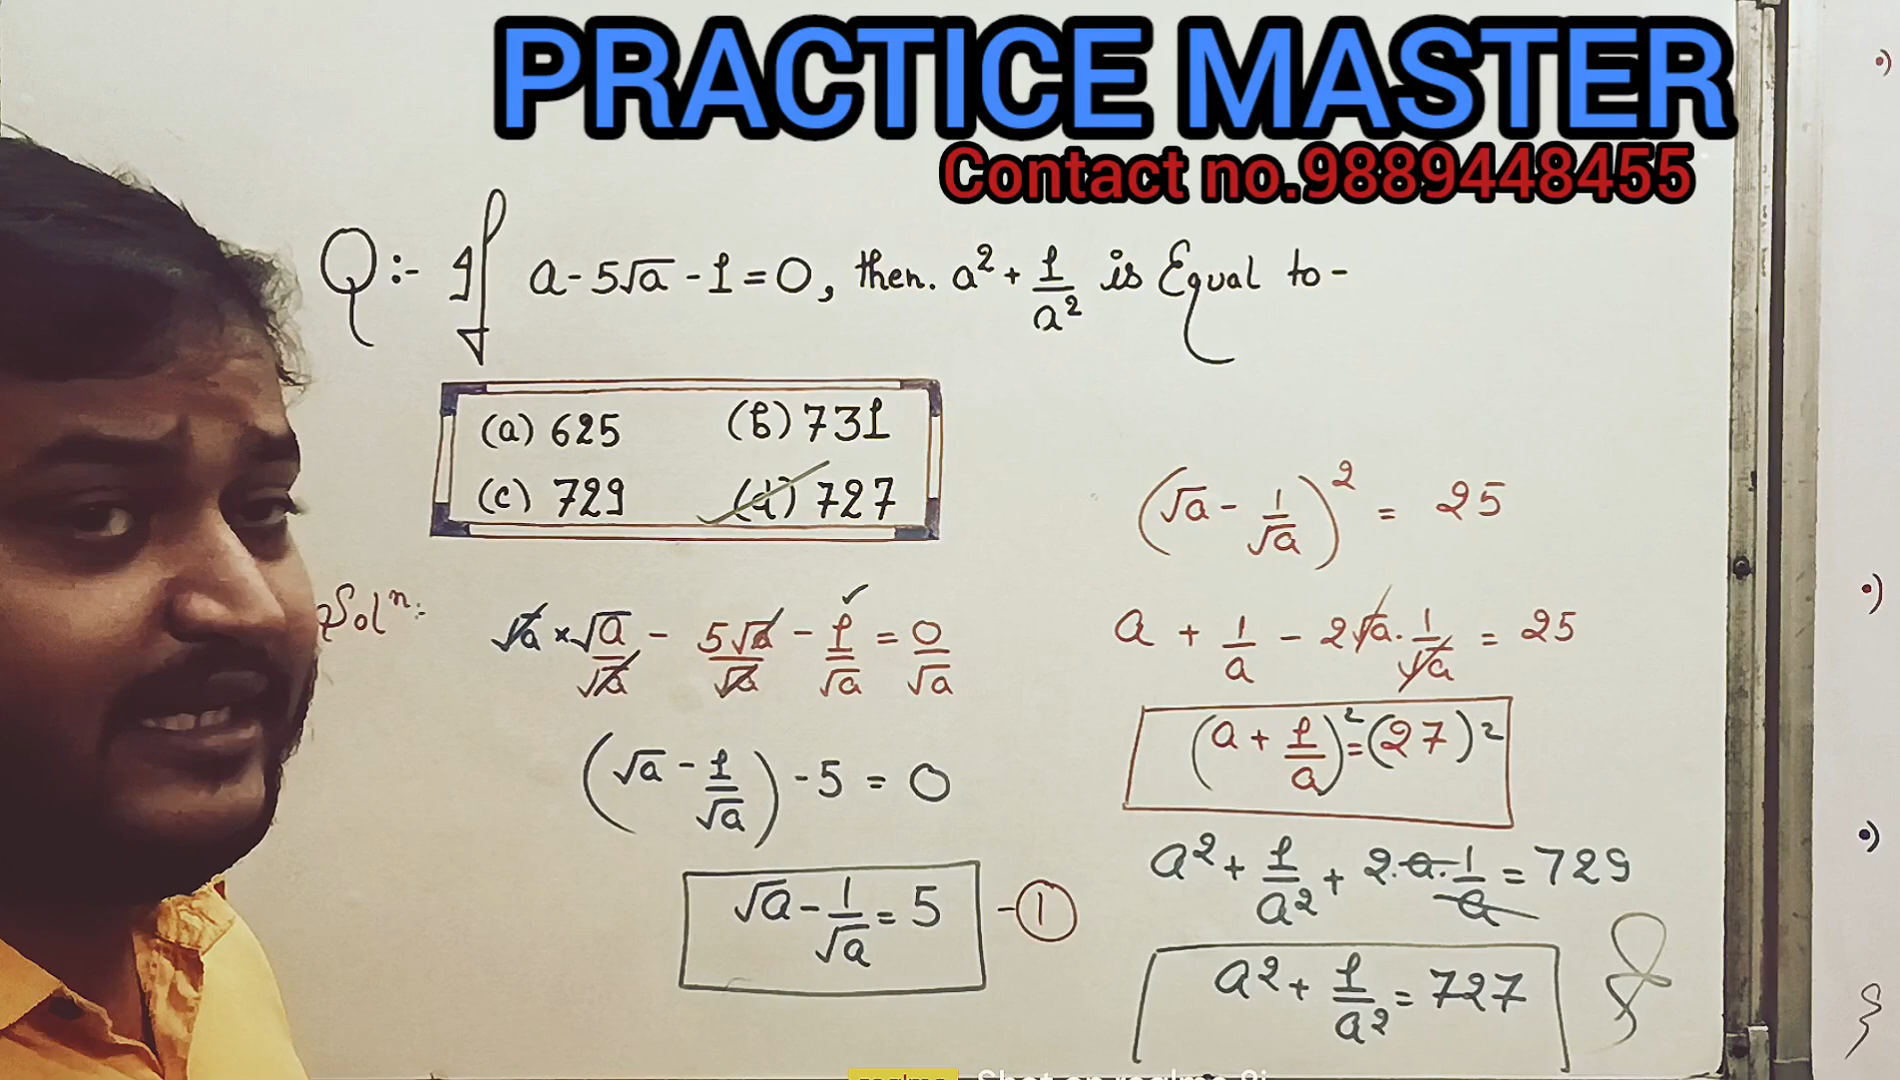 PRACTICE MASTER
Contact no.9889448455
Q:- If a - 5√a - 1 = 0, then. a² + 1/a² is Equal to -
(a) 625 (b) 731
(c) 729 (d) 727
Solⁿ:-
√a × √a/√a - 5√a/√a - 1/√a = 0/√a
(√a - 1/√a) - 5 = 0
√a - 1/√a = 5 - ①
(√a - 1/√a)² = 25
a + 1/a - 2√a · 1/√a = 25
(a + 1/a)² = (27)²
a² + 1/a² + 2·a·1/a = 729
a² + 1/a² = 727